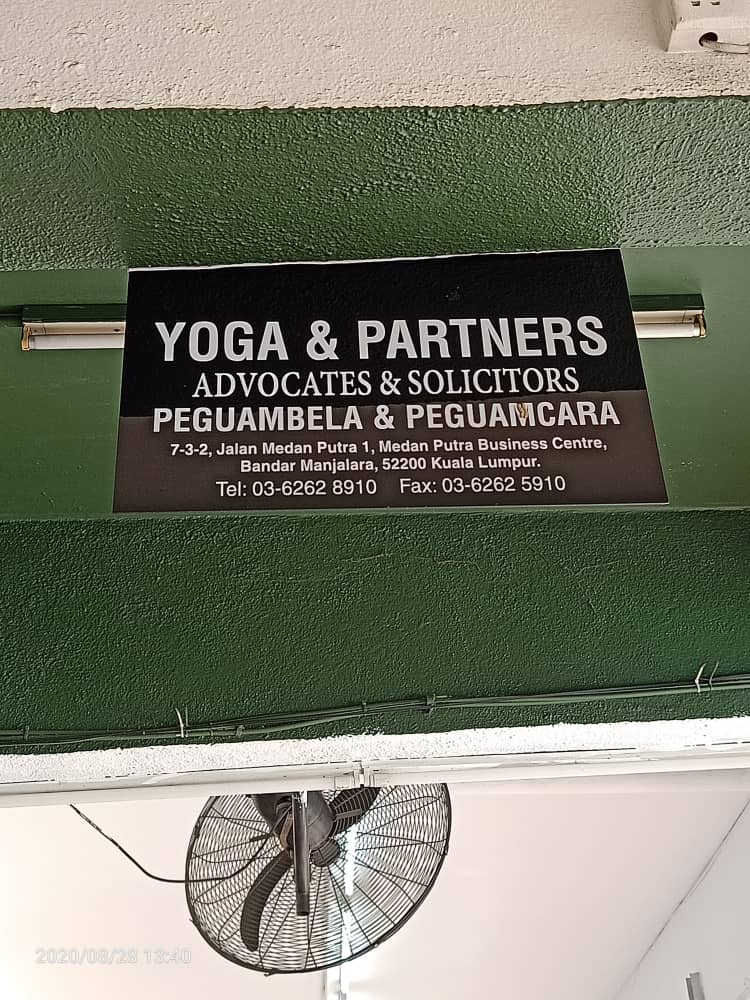 YOGA & PARTNERS
ADVOCATES & SOLICITORS
PEGUAMBELA & PEGUAMCARA
7-3-2, Jalan Medan Putra 1, Medan Putra Business Centre,
Bandar Manjalara, 52200 Kuala Lumpur.
Tel: 03-6262 8910 Fax: 03-6262 5910
2020/08/28 13:40